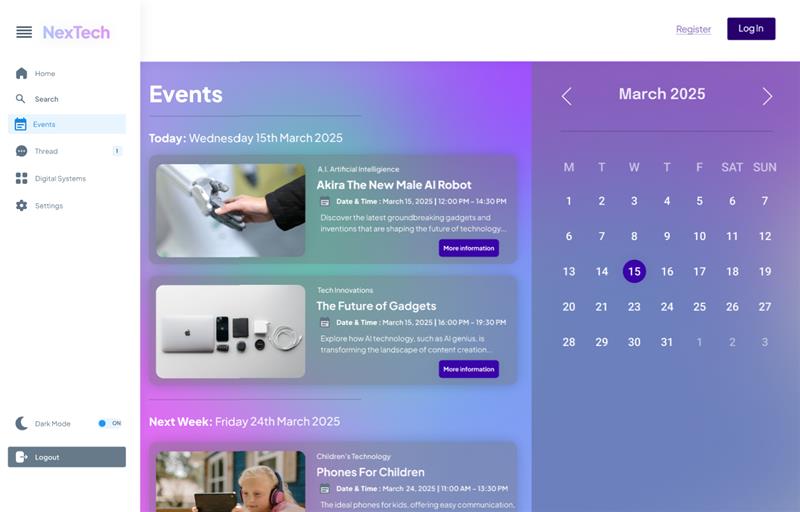 NexTech
Register
Log In
Home
Search
Events
Thread
1
Digital Systems
Settings
Dark Mode
ON
Logout
Events
Today: Wednesday 15th March 2025
A.I. Artificial Intelligience
Akira The New Male AI Robot
Date & Time : March 15, 2025 | 12:00 PM - 14:30 PM
Discover the latest groundbreaking gadgets and
inventions that are shaping the future of technology...
More information
Tech Innovations
The Future of Gadgets
Date & Time : March 15, 2025 | 16:00 PM - 19:30 PM
Explore how AI technology, such as AI genius, is
transforming the landscape of content creation...
More information
Next Week: Friday 24th March 2025
Children's Technology
Phones For Children
Date & Time : March 24, 2025 | 11:00 AM - 13:30 PM
The ideal phones for kids, offering easy communication,
March 2025
M T W T F SAT SUN
1 2 3 4 5 6 7
6 7 8 9 10 11 12
13 14 15 16 17 18 19
20 21 23 24 25 26 27
28 29 30 31 1 2 3